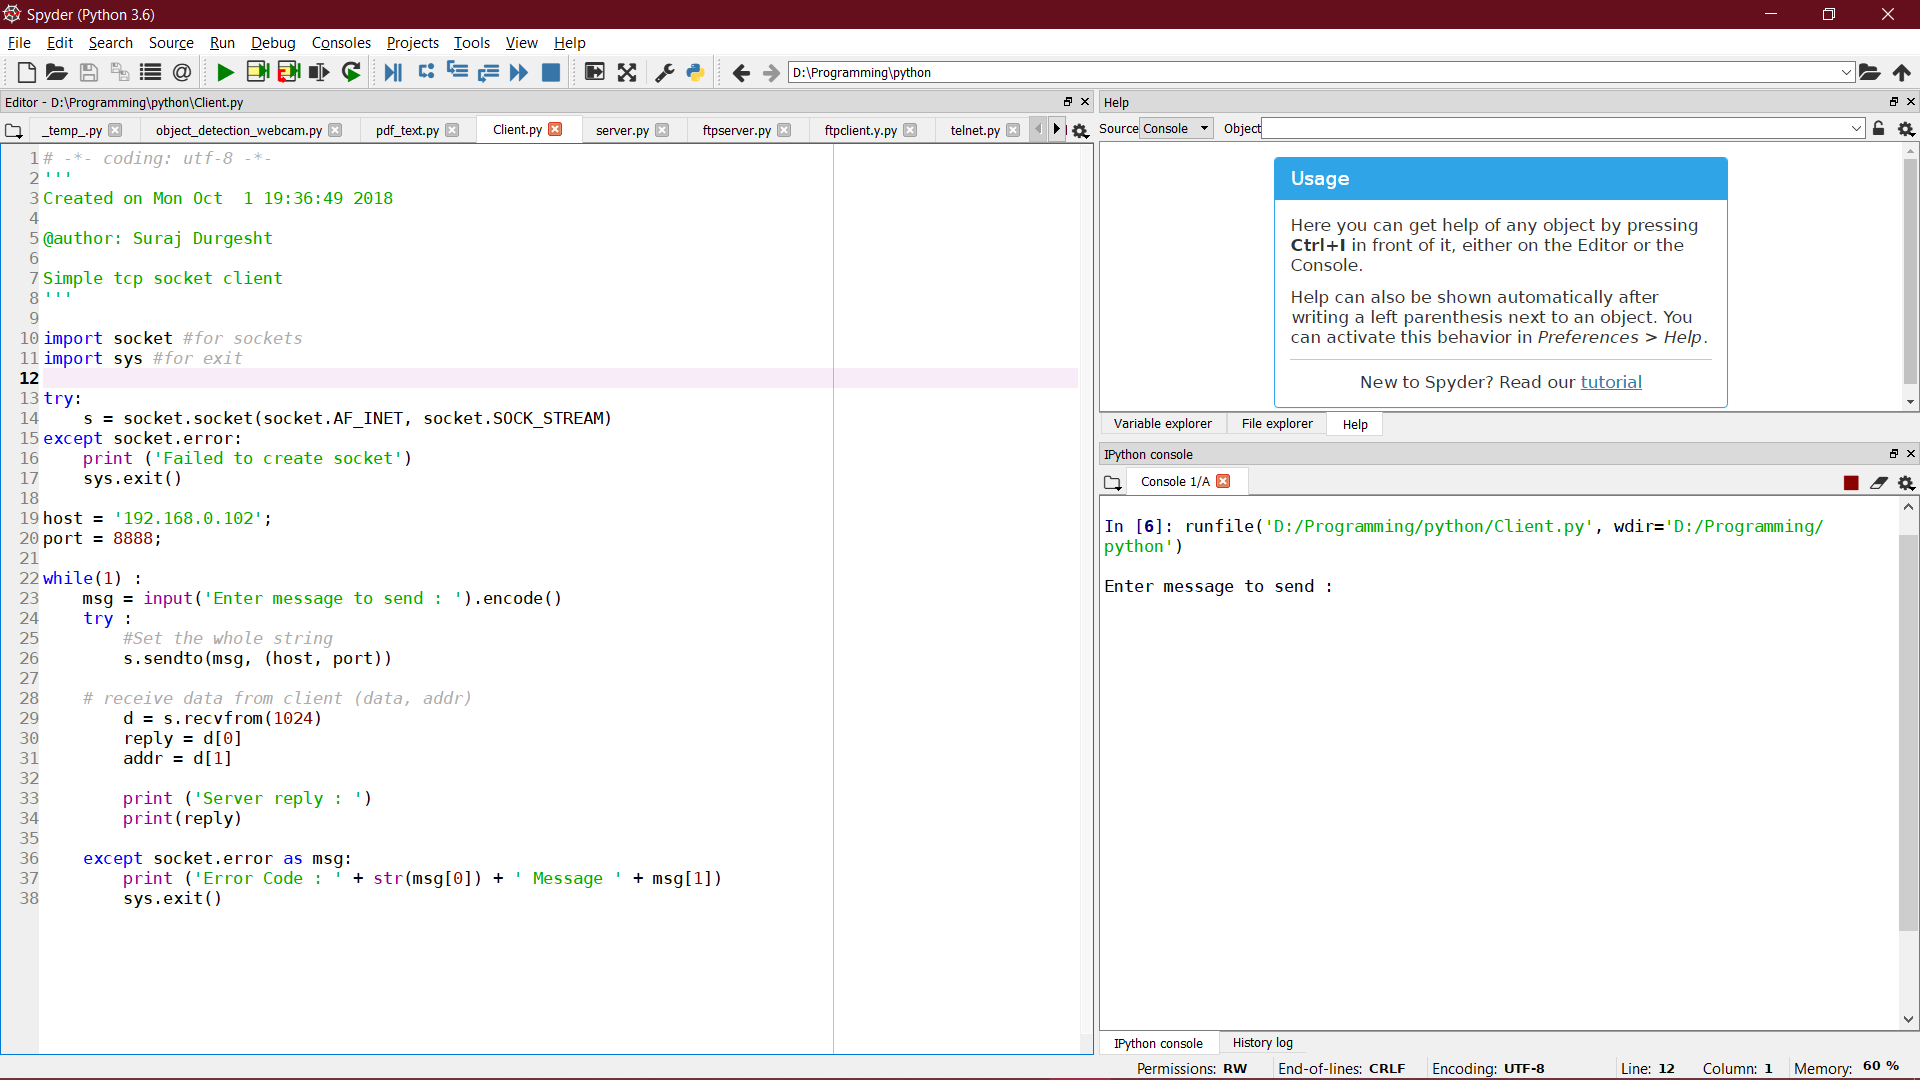 Spyder (Python 3.6)
File Edit Search Source Run Debug Consoles Projects Tools View Help
D:\Programming\python
Editor - D:\Programming\python\Client.py
_temp_.py object_detection_webcam.py pdf_text.py Client.py server.py ftpserver.py ftpclient.y.py telnet.py
1 # -*- coding: utf-8 -*-
2 '''
3 Created on Mon Oct  1 19:36:49 2018
4
5 @author: Suraj Durgesht
6
7 Simple tcp socket client
8 '''
9
10 import socket #for sockets
11 import sys #for exit
12
13 try:
14     s = socket.socket(socket.AF_INET, socket.SOCK_STREAM)
15 except socket.error:
16     print ('Failed to create socket')
17     sys.exit()
18
19 host = '192.168.0.102';
20 port = 8888;
21
22 while(1) :
23     msg = input('Enter message to send : ').encode()
24     try :
25         #Set the whole string
26         s.sendto(msg, (host, port))
27
28     # receive data from client (data, addr)
29         d = s.recvfrom(1024)
30         reply = d[0]
31         addr = d[1]
32
33         print ('Server reply : ')
34         print(reply)
35
36     except socket.error as msg:
37         print ('Error Code : ' + str(msg[0]) + ' Message ' + msg[1])
38         sys.exit()
Help
Source Console Object
Usage
Here you can get help of any object by pressing
Ctrl+I in front of it, either on the Editor or the
Console.
Help can also be shown automatically after
writing a left parenthesis next to an object. You
can activate this behavior in Preferences > Help.
New to Spyder? Read our tutorial
Variable explorer File explorer Help
IPython console
Console 1/A
In [6]: runfile('D:/Programming/python/Client.py', wdir='D:/Programming/
python')
Enter message to send :
IPython console History log
Permissions: RW End-of-lines: CRLF Encoding: UTF-8 Line: 12 Column: 1 Memory: 60 %